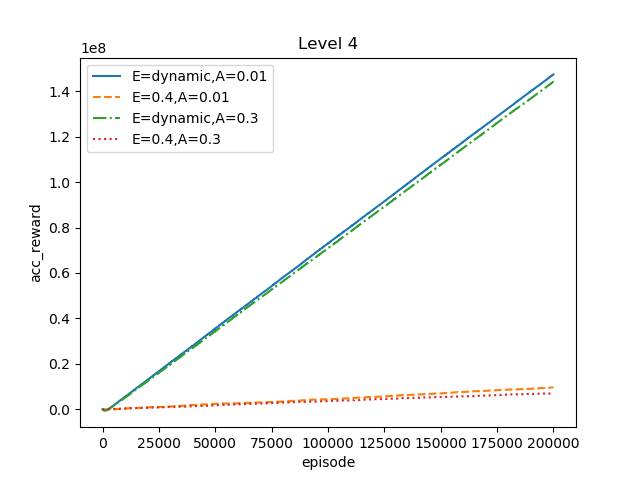 Level 4
1e8
E=dynamic,A=0.01
E=0.4,A=0.01
E=dynamic,A=0.3
E=0.4,A=0.3
1.4
1.2
1.0
0.8
0.6
0.4
0.2
0.0
acc_reward
0 25000 50000 75000 100000 125000 150000 175000 200000
episode